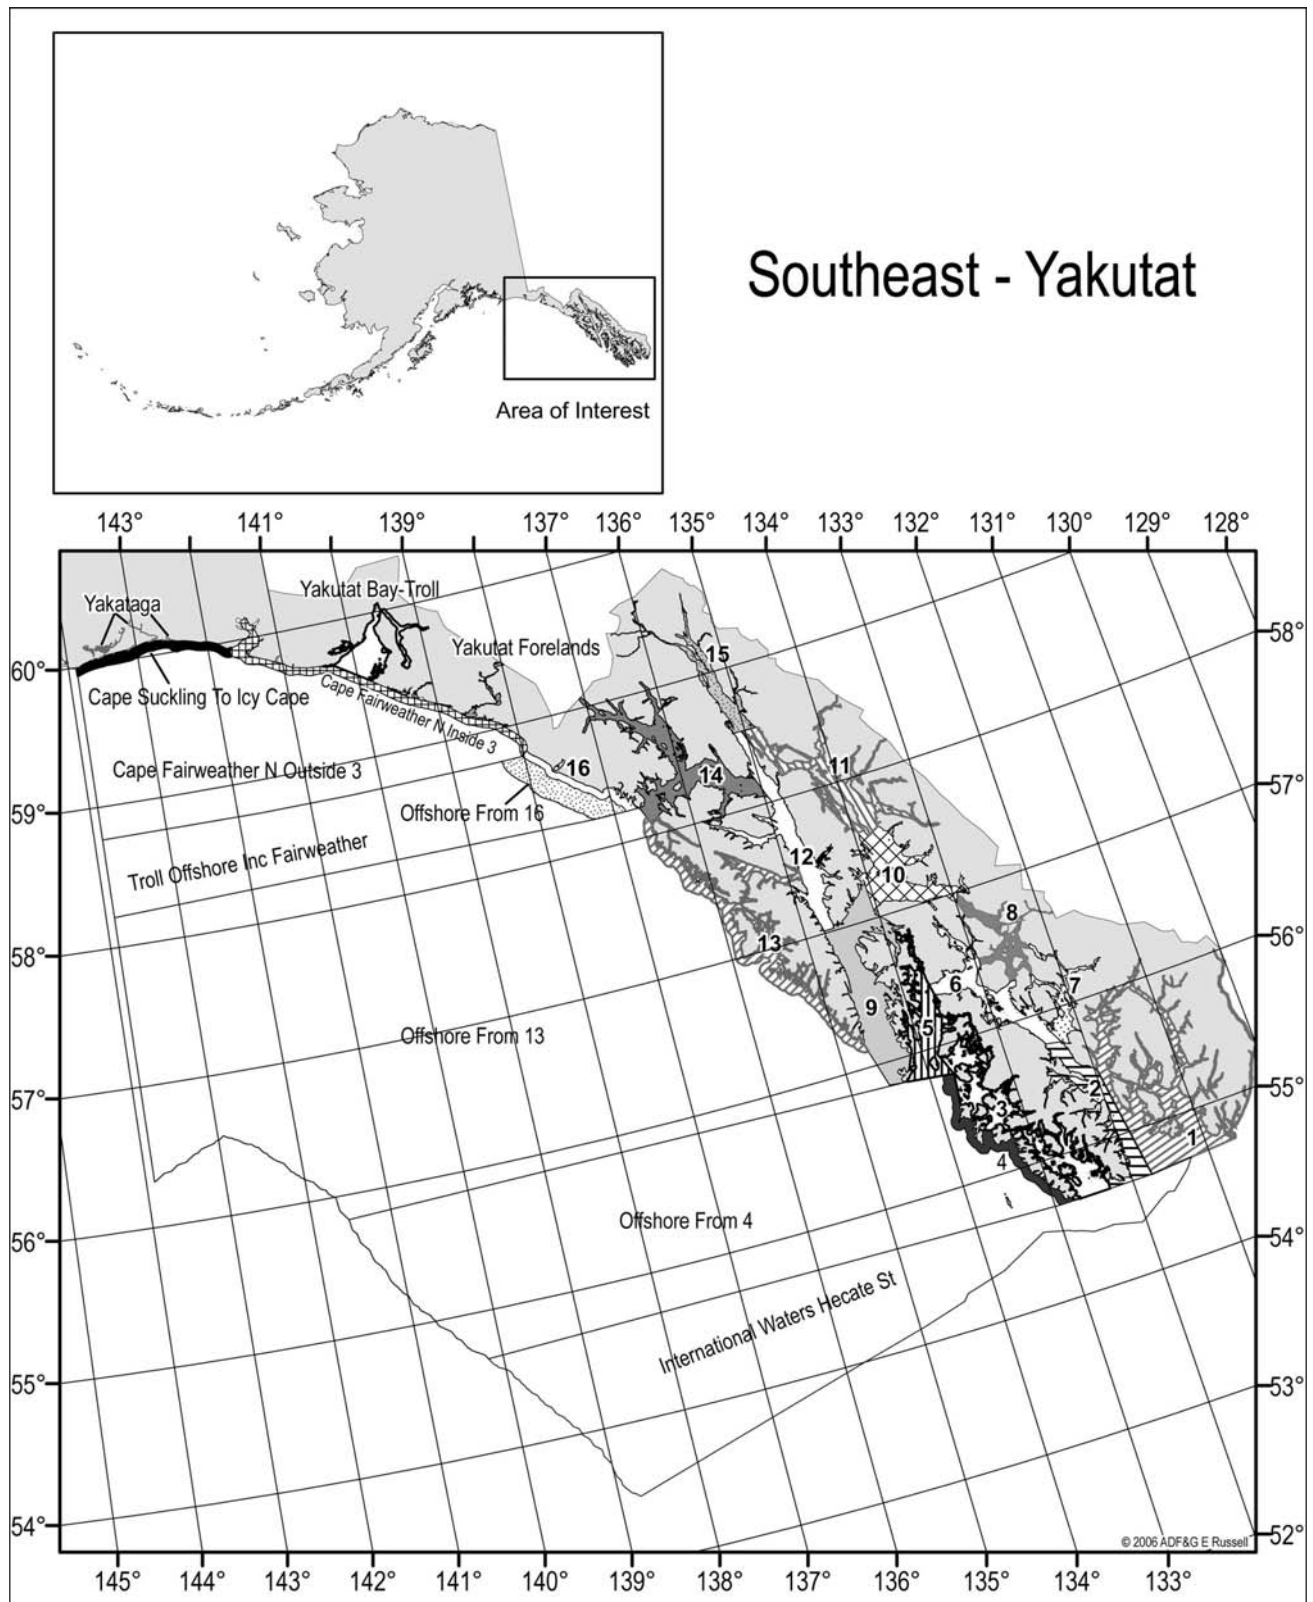 Southeast - Yakutat
Area of Interest
143° 141° 139° 137° 136° 135° 134° 133° 132° 131° 130° 129° 128°
Yakutat Bay-Troll
Yakataga
58°
Yakutat Forelands
15
60°
Cape Suckling To Icy Cape
Cape Fairweather N Inside 3
11
Cape Fairweather N Outside 3
16
14
57°
59°
Offshore From 16
Troll Offshore Inc Fairweather
12
10
8
56°
13
58°
6
7
9
5
Offshore From 13
55°
2
57°
3
1
4
Offshore From 4
54°
56°
International Waters Hecate St
55°
53°
54°
52°
© 2006 ADF&G E Russell
145° 144° 143° 142° 141° 140° 139° 138° 137° 136° 135° 134° 133°